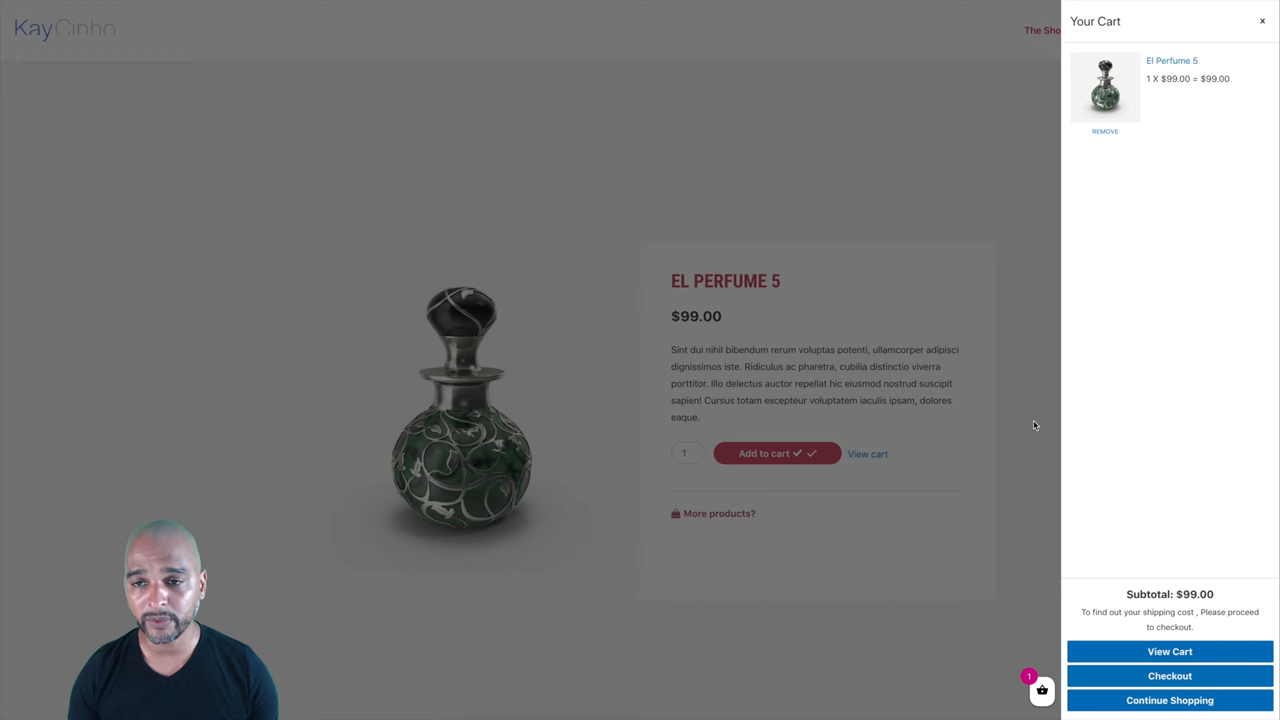 KayCinho
The Sho
Your Cart
×
El Perfume 5
1 X $99.00 = $99.00
REMOVE
EL PERFUME 5
$99.00
Sint dui nihil bibendum rerum voluptas potenti, ullamcorper adipisci
dignissimos iste. Ridiculus ac pharetra, cubilia distinctio viverra
porttitor. Illo delectus auctor repellat hic eiusmod nostrud suscipit
sapien! Cursus totam excepteur voluptatem iaculis ipsam, dolores
eaque.
1
Add to cart
View cart
More products?
Subtotal: $99.00
To find out your shipping cost , Please proceed
to checkout.
View Cart
Checkout
Continue Shopping
1